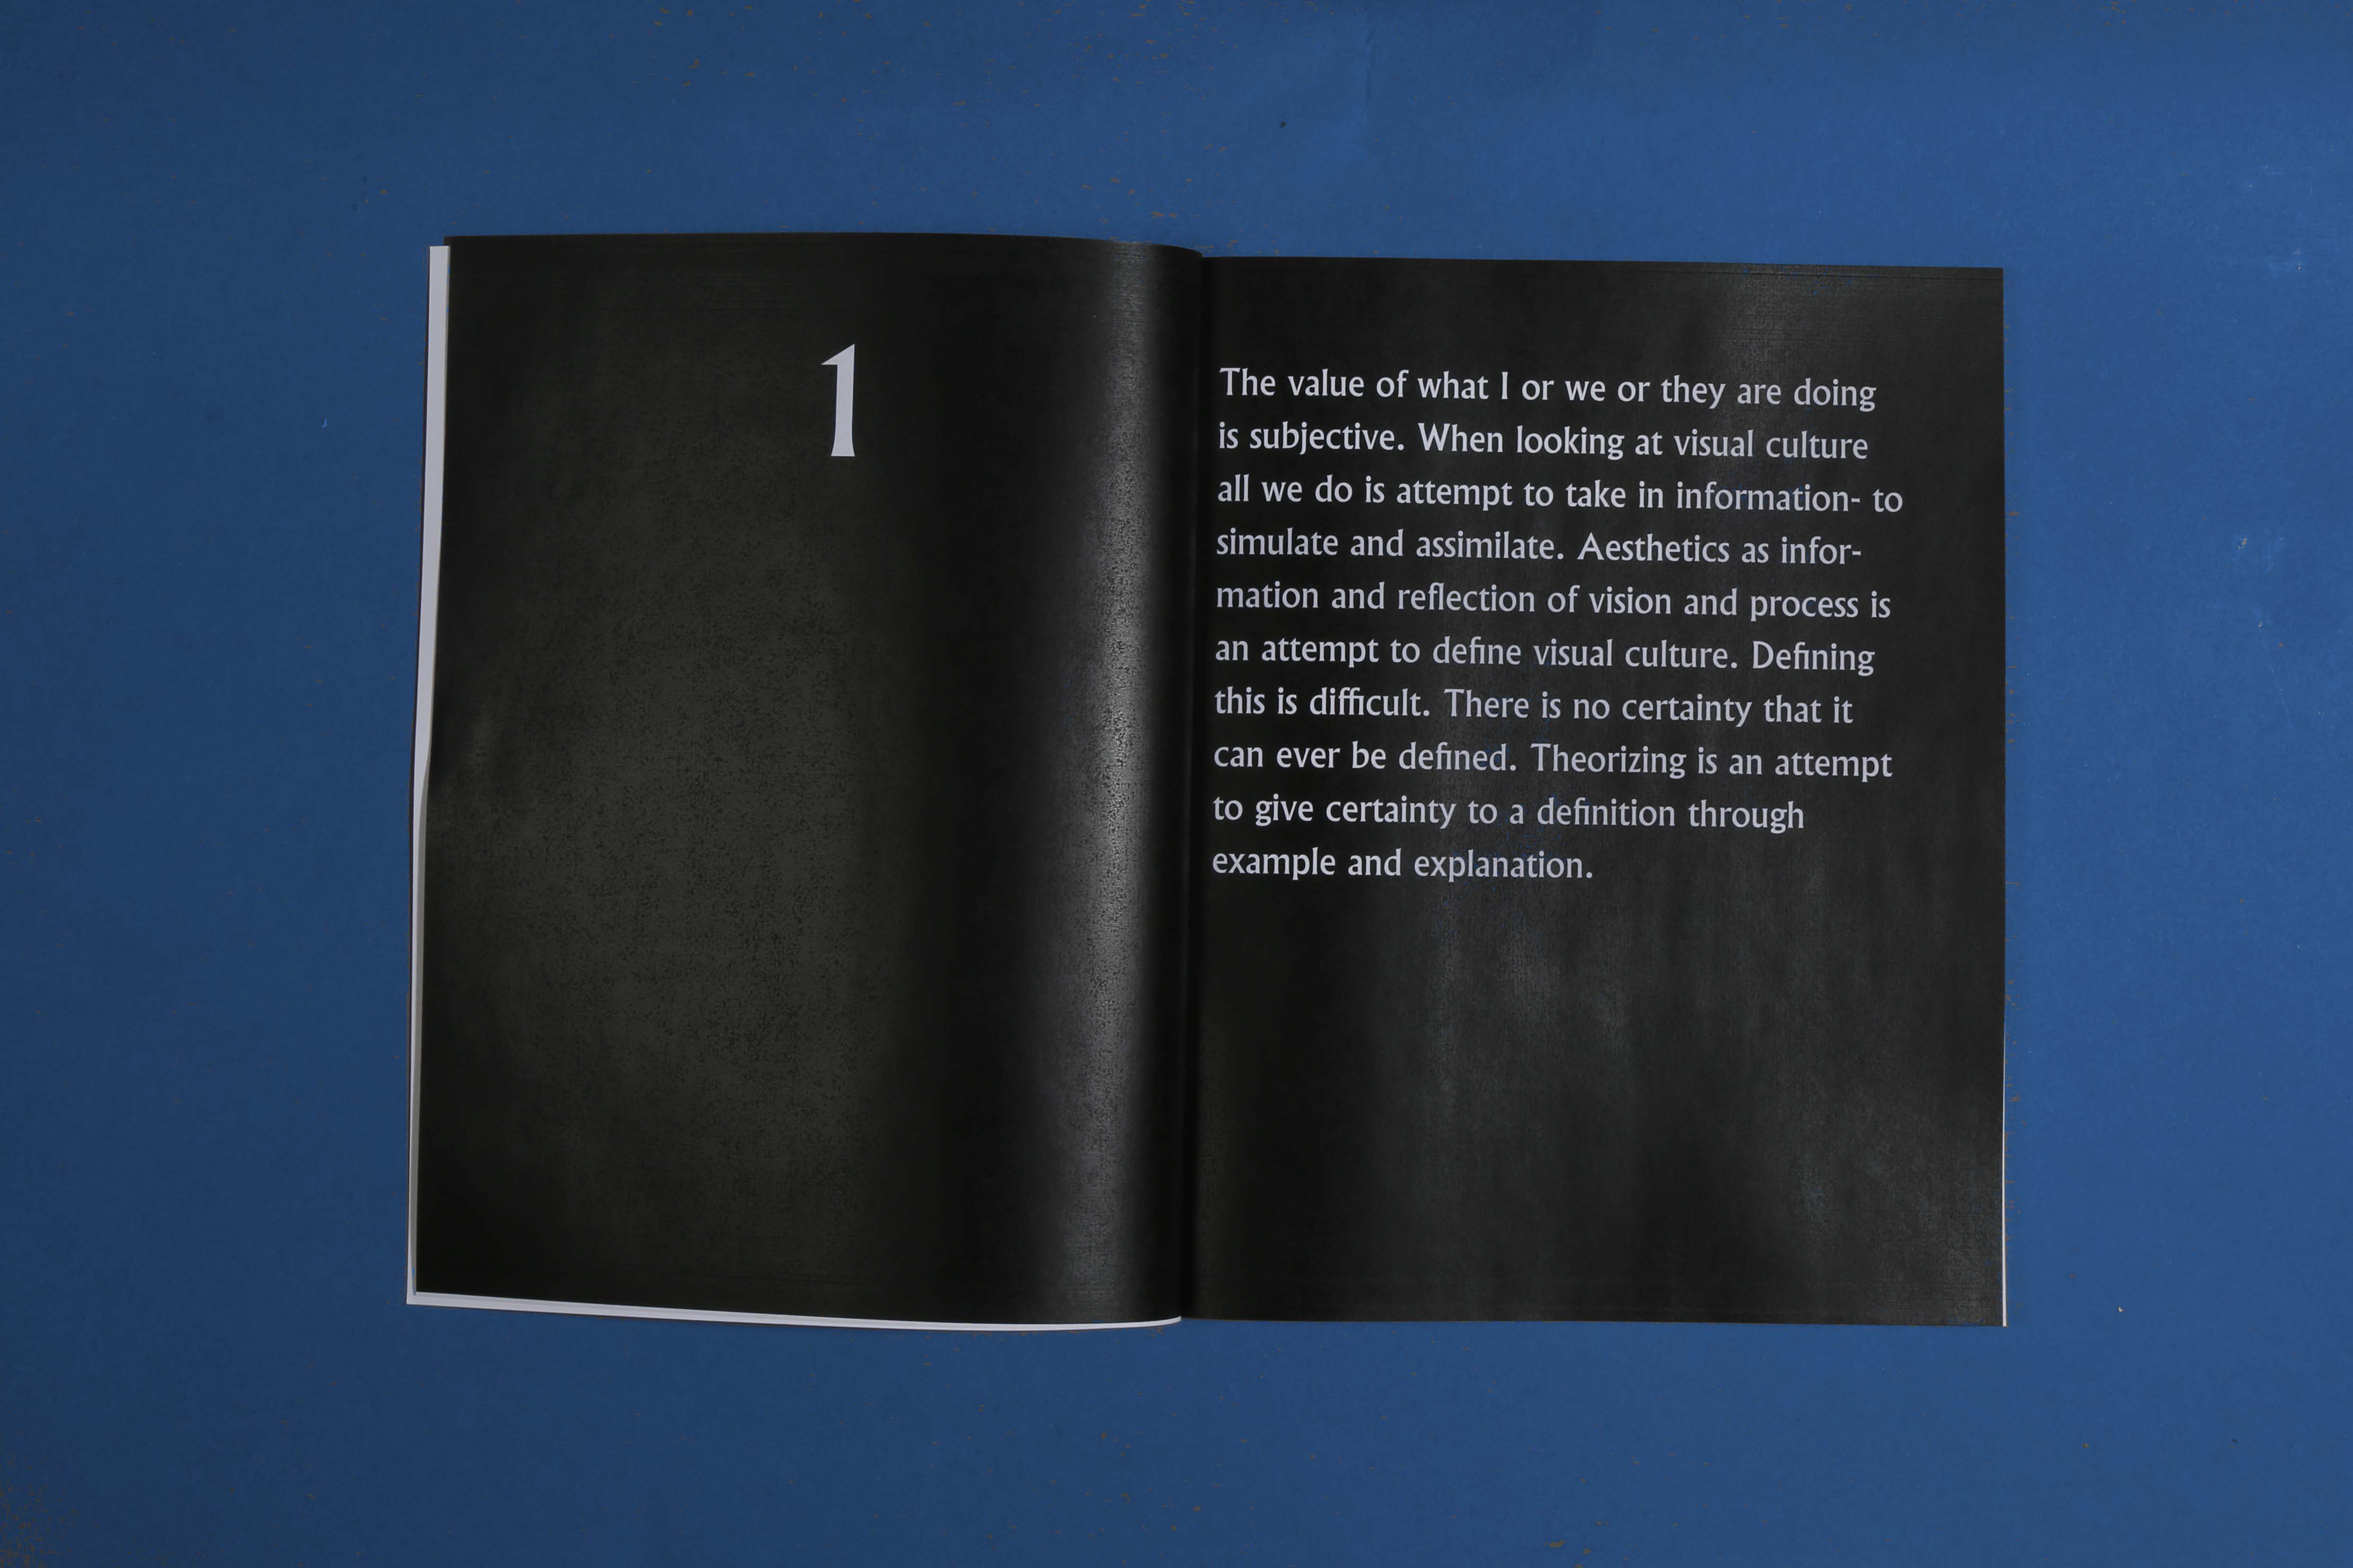 1
The value of what I or we or they are doing
is subjective. When looking at visual culture
all we do is attempt to take in information- to
simulate and assimilate. Aesthetics as infor-
mation and reflection of vision and process is
an attempt to define visual culture. Defining
this is difficult. There is no certainty that it
can ever be defined. Theorizing is an attempt
to give certainty to a definition through
example and explanation.